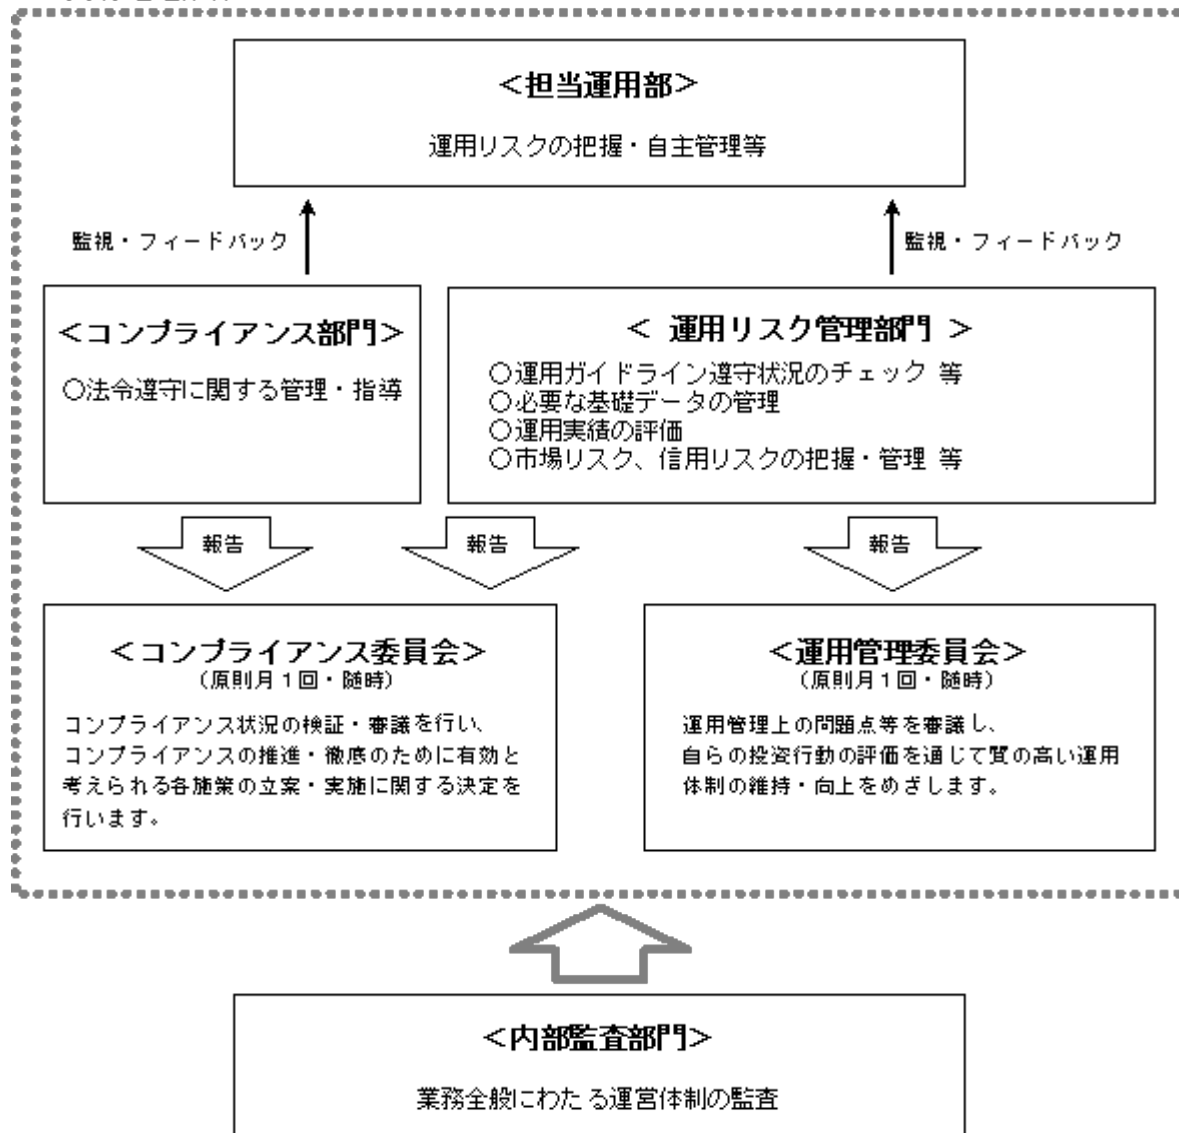 ＜担当運用部＞
運用リスクの把握・自主管理等
監視・フィードバック
監視・フィードバック
＜コンプライアンス部門＞
○法令遵守に関する管理・指導
＜ 運用リスク管理部門 ＞
○運用ガイドライン遵守状況のチェック 等
○必要な基礎データの管理
○運用実績の評価
○市場リスク、信用リスクの把握・管理 等
報告
報告
報告
＜コンプライアンス委員会＞
（原則月１回・随時）
コンプライアンス状況の検証・審議を行い、
コンプライアンスの推進・徹底のために有効と
考えられる各施策の立案・実施に関する決定を
行います。
＜運用管理委員会＞
（原則月１回・随時）
運用管理上の問題点等を審議し、
自らの投資行動の評価を通じて質の高い運用
体制の維持・向上をめざします。
＜内部監査部門＞
業務全般にわたる運営体制の監査